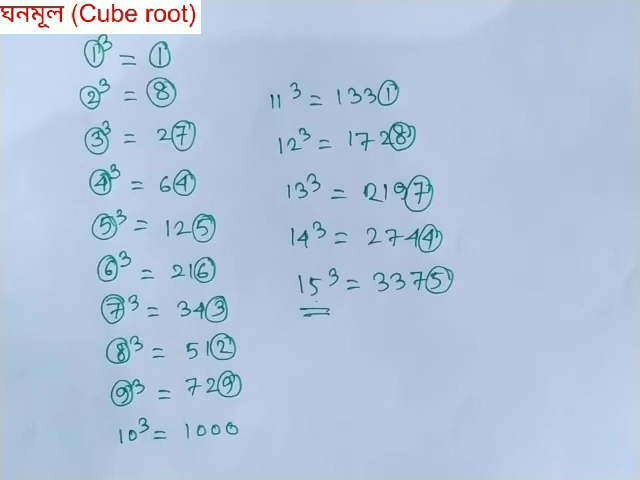 ঘনমূল (Cube root)
1³ = 1
2³ = 8
3³ = 27
4³ = 64
5³ = 125
6³ = 216
7³ = 343
8³ = 512
9³ = 729
10³ = 1000
11³ = 1331
12³ = 1728
13³ = 2197
14³ = 2744
15³ = 3375